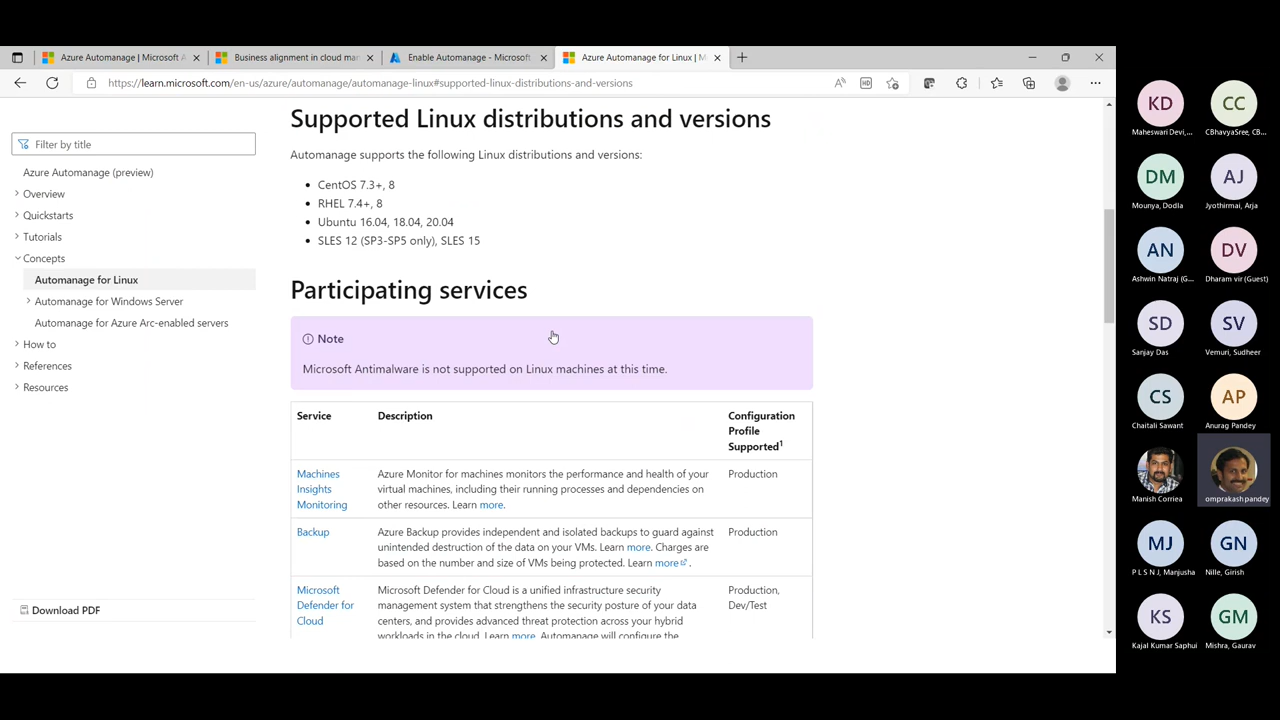 Azure Automanage | Microsoft A
Business alignment in cloud mar
Enable Automanage - Microsoft
Azure Automanage for Linux | M
https://learn.microsoft.com/en-us/azure/automanage/automanage-linux#supported-linux-distributions-and-versions
Filter by title
Azure Automanage (preview)
Overview
Quickstarts
Tutorials
Concepts
Automanage for Linux
Automanage for Windows Server
Automanage for Azure Arc-enabled servers
How to
References
Resources
Download PDF
Supported Linux distributions and versions
Automanage supports the following Linux distributions and versions:
• CentOS 7.3+, 8
• RHEL 7.4+, 8
• Ubuntu 16.04, 18.04, 20.04
• SLES 12 (SP3-SP5 only), SLES 15
Participating services
Note
Microsoft Antimalware is not supported on Linux machines at this time.
Service Description Configuration
Profile
Supported1
Machines Azure Monitor for machines monitors the performance and health of your Production
Insights virtual machines, including their running processes and dependencies on
Monitoring other resources. Learn more.
Backup Azure Backup provides independent and isolated backups to guard against Production
unintended destruction of the data on your VMs. Learn more. Charges are
based on the number and size of VMs being protected. Learn more.
Microsoft Microsoft Defender for Cloud is a unified infrastructure security Production,
Defender for management system that strengthens the security posture of your data Dev/Test
Cloud centers, and provides advanced threat protection across your hybrid
workloads in the cloud. Learn more. Automanage will configure the
KD CC
Maheswari Devi,... CBhavyaSree, CB...
DM AJ
Mounya, Dodla Jyothirmai, Arja
AN DV
Ashwin Natraj (G... Dharam vir (Guest)
SD SV
Sanjay Das Vemuri, Sudheer
CS AP
Chaitali Sawant Anurag Pandey
Manish Corriea omprakash pandey
MJ GN
P L S N J, Manjusha Nille, Girish
KS GM
Kajal Kumar Saphui Mishra, Gaurav